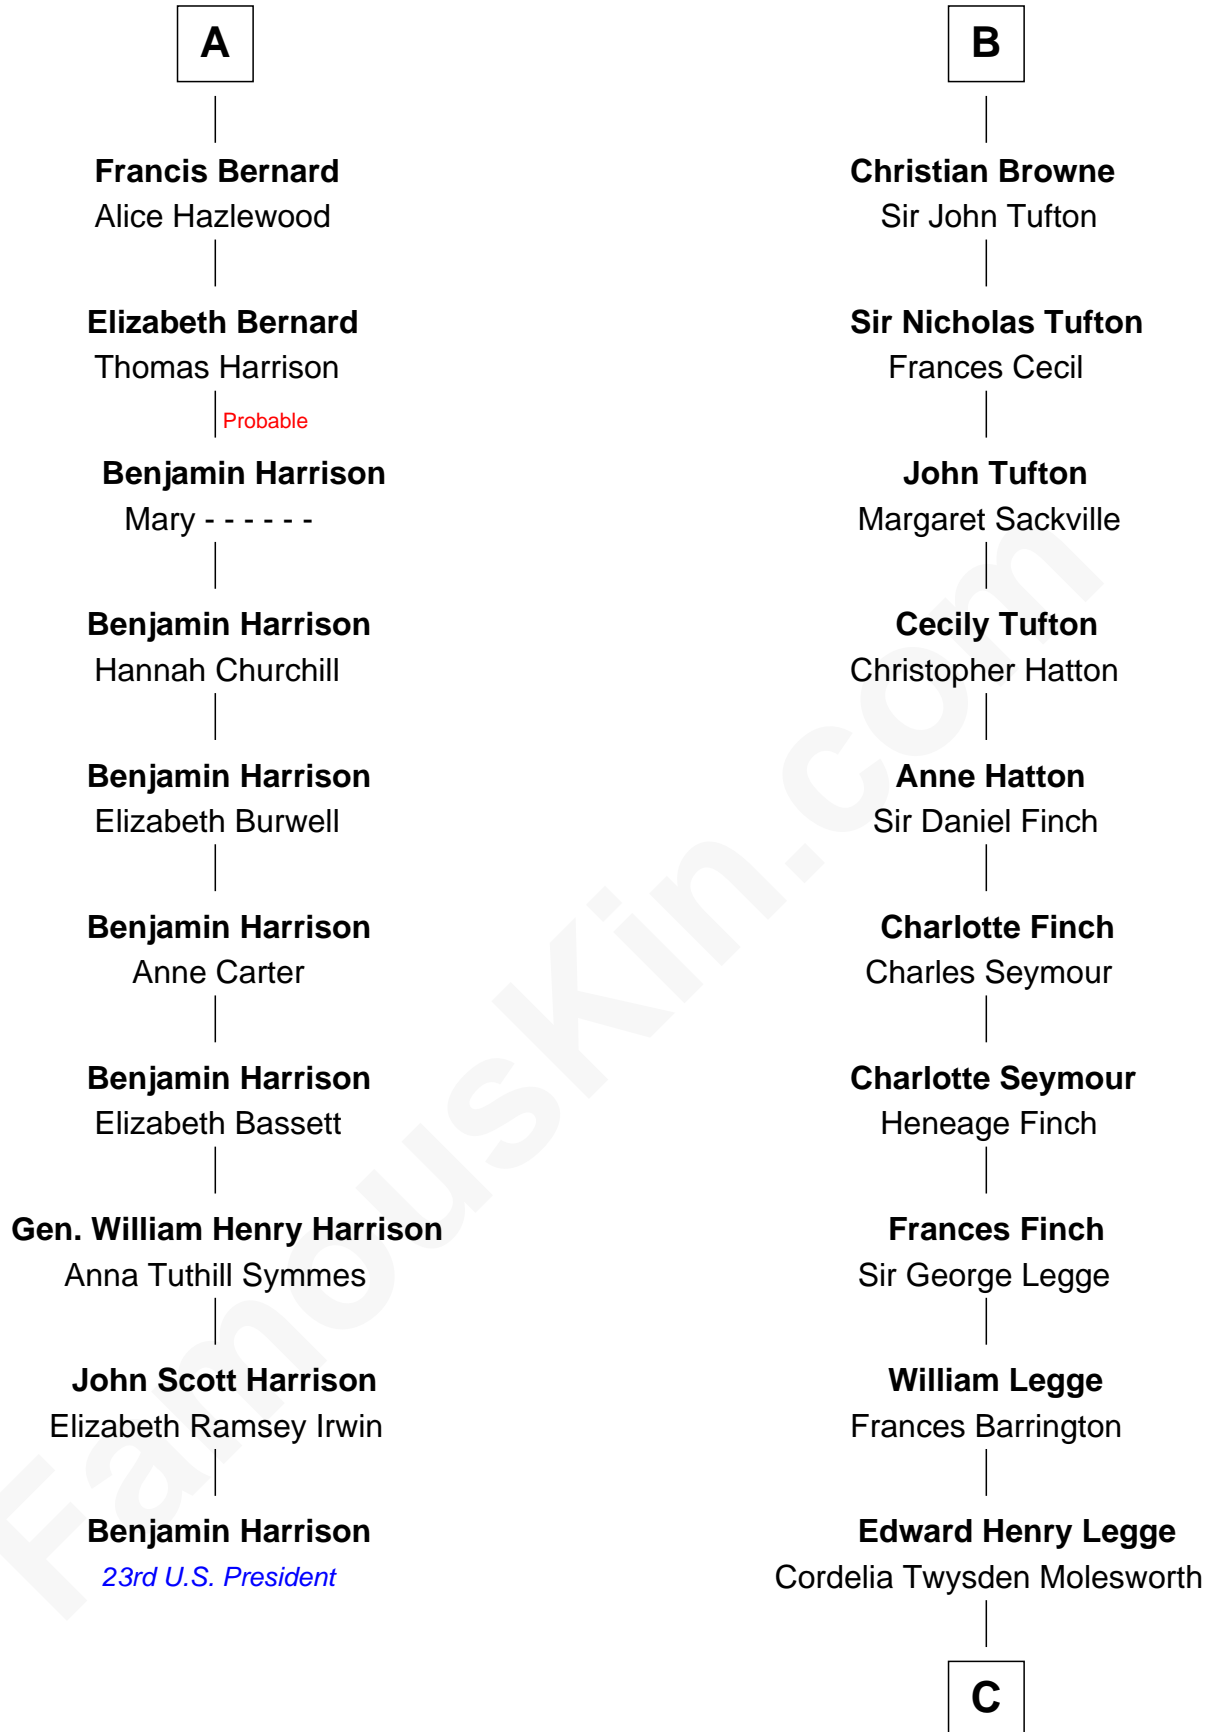 A
Francis Bernard
Alice Hazlewood
Elizabeth Bernard
Thomas Harrison
Probable
Benjamin Harrison
Mary - - - - - -
Benjamin Harrison
Hannah Churchill
Benjamin Harrison
Elizabeth Burwell
Benjamin Harrison
Anne Carter
Benjamin Harrison
Elizabeth Bassett
Gen. William Henry Harrison
Anna Tuthill Symmes
John Scott Harrison
Elizabeth Ramsey Irwin
Benjamin Harrison
23rd U.S. President
B
Christian Browne
Sir John Tufton
Sir Nicholas Tufton
Frances Cecil
John Tufton
Margaret Sackville
Cecily Tufton
Christopher Hatton
Anne Hatton
Sir Daniel Finch
Charlotte Finch
Charles Seymour
Charlotte Seymour
Heneage Finch
Frances Finch
Sir George Legge
William Legge
Frances Barrington
Edward Henry Legge
Cordelia Twysden Molesworth
C
FamousKin.com